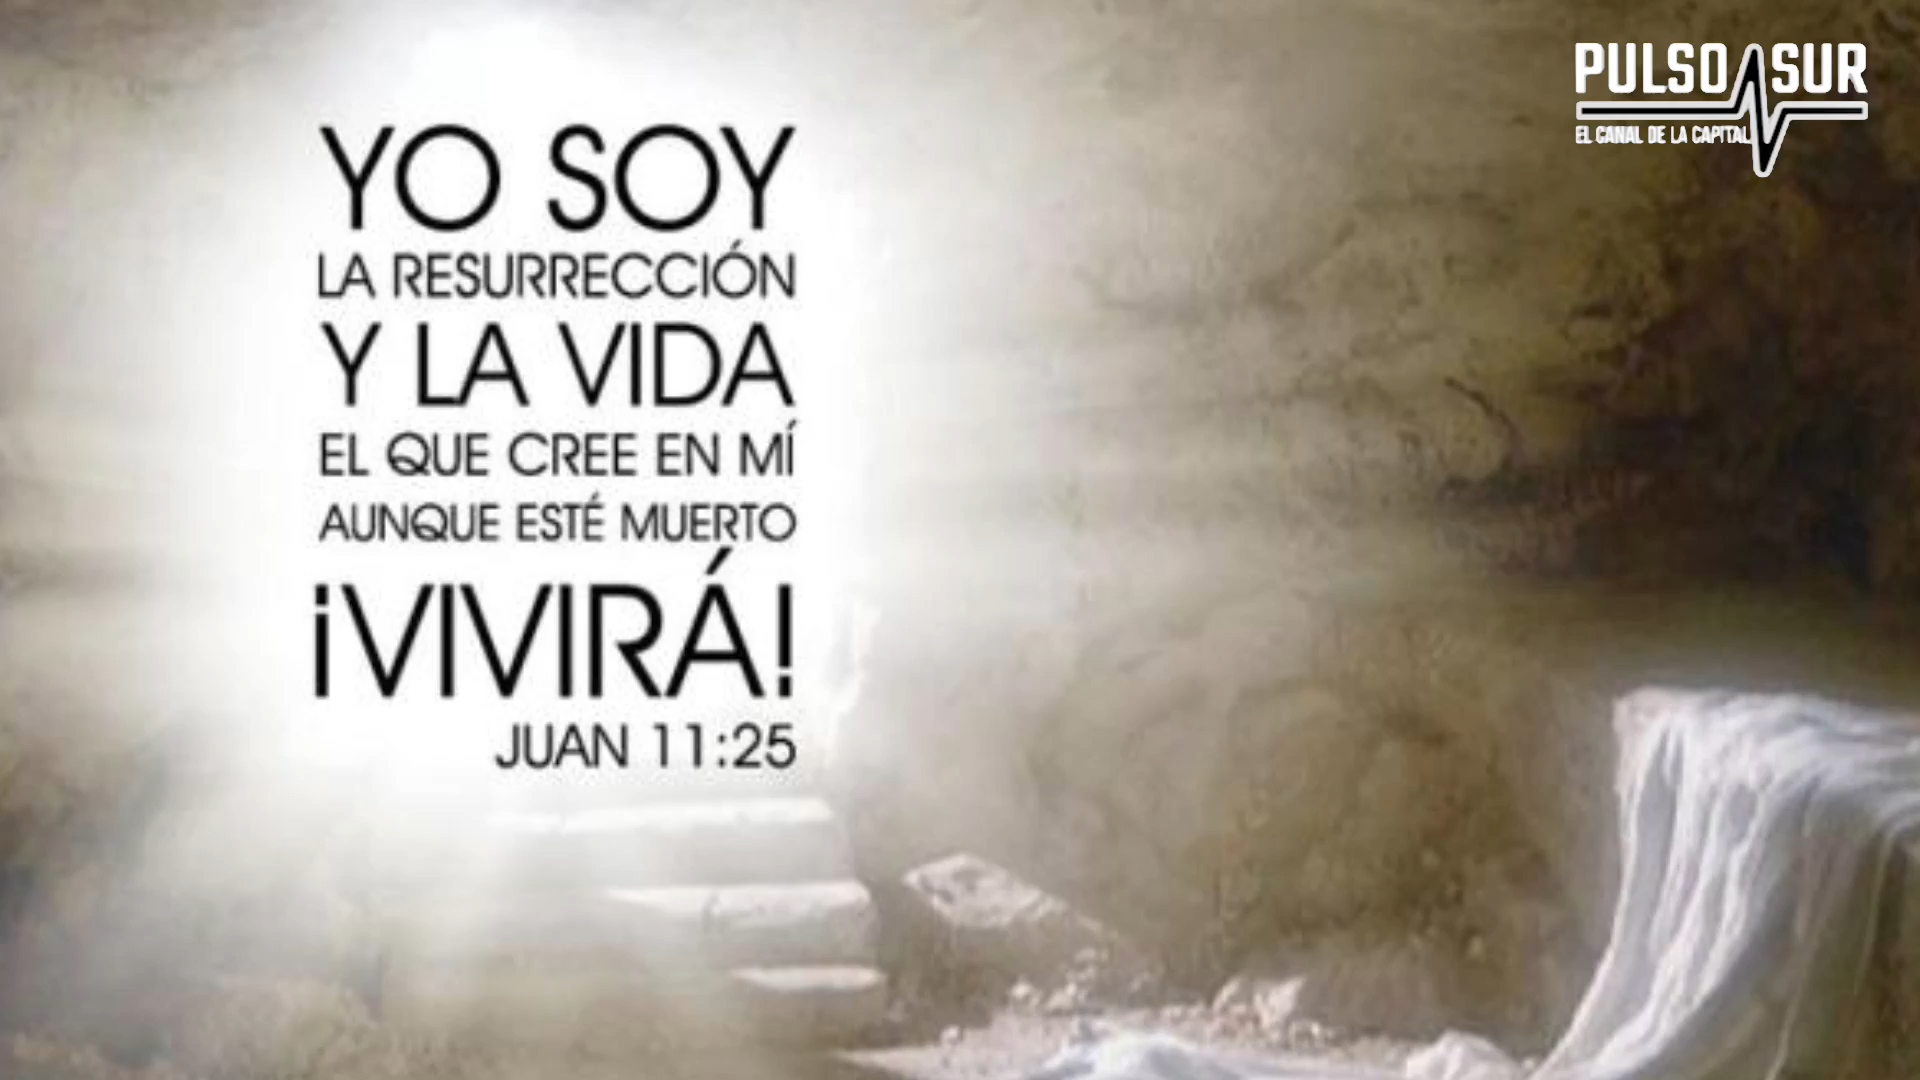 YO SOY
LA RESURRECCIÓN
Y LA VIDA
EL QUE CREE EN MÍ
AUNQUE ESTÉ MUERTO
¡VIVIRÁ!
JUAN 11:25
PULSO SUR
EL CANAL DE LA CAPITAL